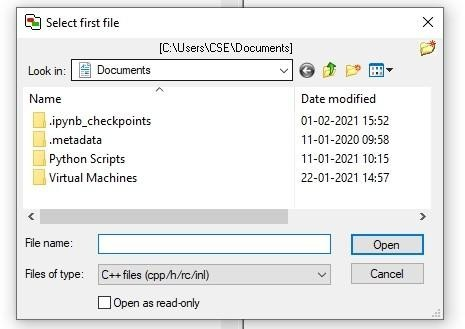 Select first file
[C:\Users\CSE\Documents]
Look in: Documents
Name Date modified
.ipynb_checkpoints 01-02-2021 15:52
.metadata 11-01-2020 09:58
Python Scripts 11-01-2021 10:15
Virtual Machines 22-01-2021 14:57
File name: Open
Files of type: C++ files (cpp/h/rc/inl) Cancel
Open as read-only